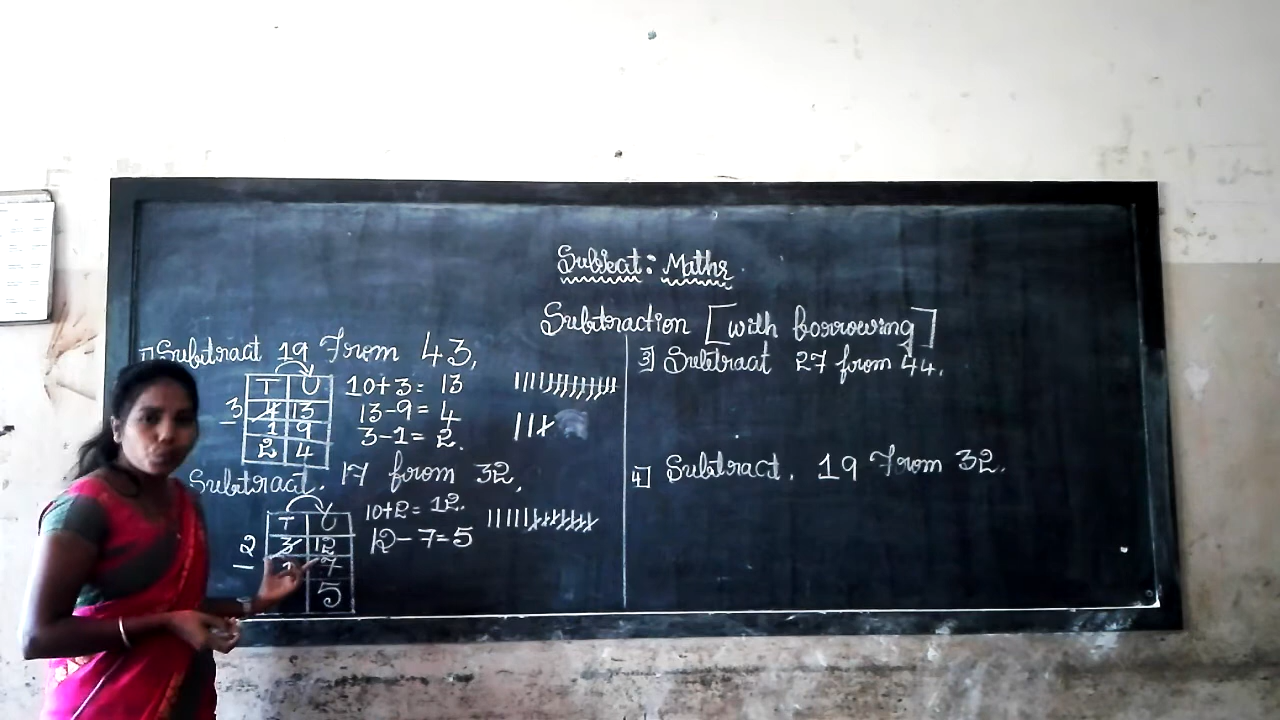 Subject: Maths.
Subtraction [with borrowing]
1) Subtract 19 from 43,
T U
3 4 13
- 1 9
2 4
10+3= 13
13-9= 4
3-1= 2.
Subtract. 17 from 32,
T U
2 3 12
- 1 7
5
10+2= 12.
12-7=5
3] Subtract 27 from 44.
4] Subtract. 19 from 32.